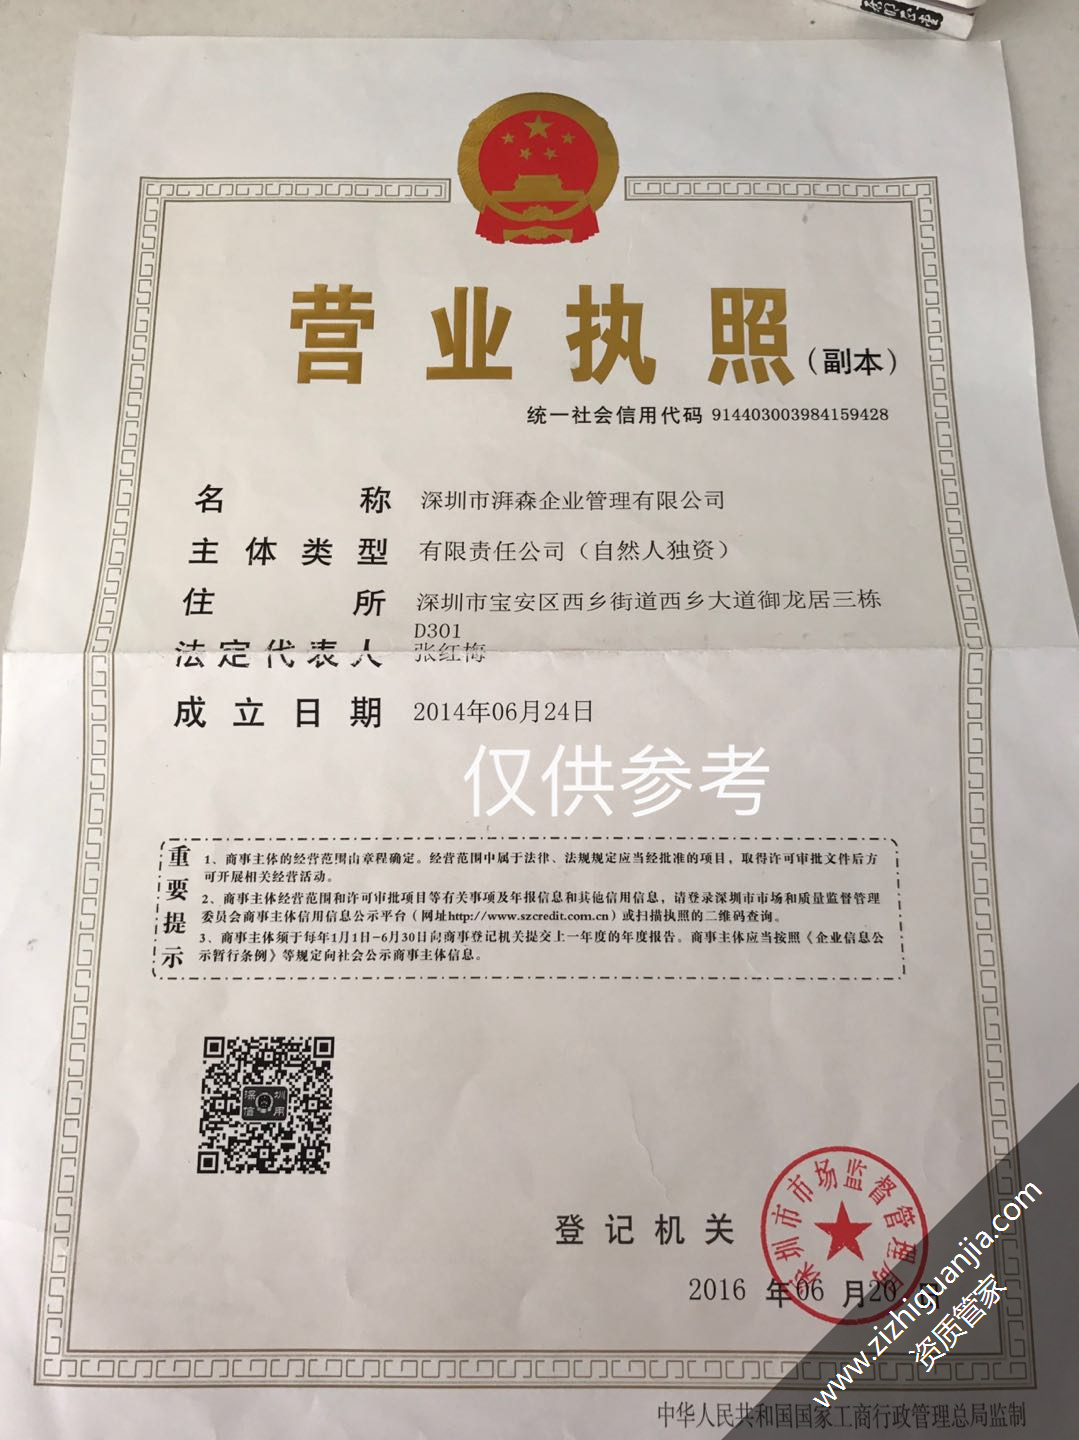 营业执照(副本)
统一社会信用代码 914403003984159428
名称 深圳市湃森企业管理有限公司
主体类型 有限责任公司（自然人独资）
住所 深圳市宝安区西乡街道西乡大道御龙居三栋
D301
法定代表人 张红梅
成立日期 2014年06月24日
仅供参考
重要提示
1、商事主体的经营范围由章程确定。经营范围中属于法律、法规规定应当经批准的项目，取得许可审批文件后方
可开展相关经营活动。
2、商事主体经营范围和许可审批项目等有关事项及年报信息和其他信用信息，请登录深圳市市场和质量监督管理
委员会商事主体信用信息公示平台（网址http://www.szcredit.com.cn）或扫描执照的二维码查询。
3、商事主体须于每年1月1日-6月30日向商事登记机关提交上一年度的年度报告。商事主体应当按照《企业信息公
示暂行条例》等规定向社会公示商事主体信息。
深圳
信用
登记机关
深圳市市场监督管理局
2016 年06 月20 日
www.zizhiguanjia.com
资质管家
中华人民共和国国家工商行政管理总局监制